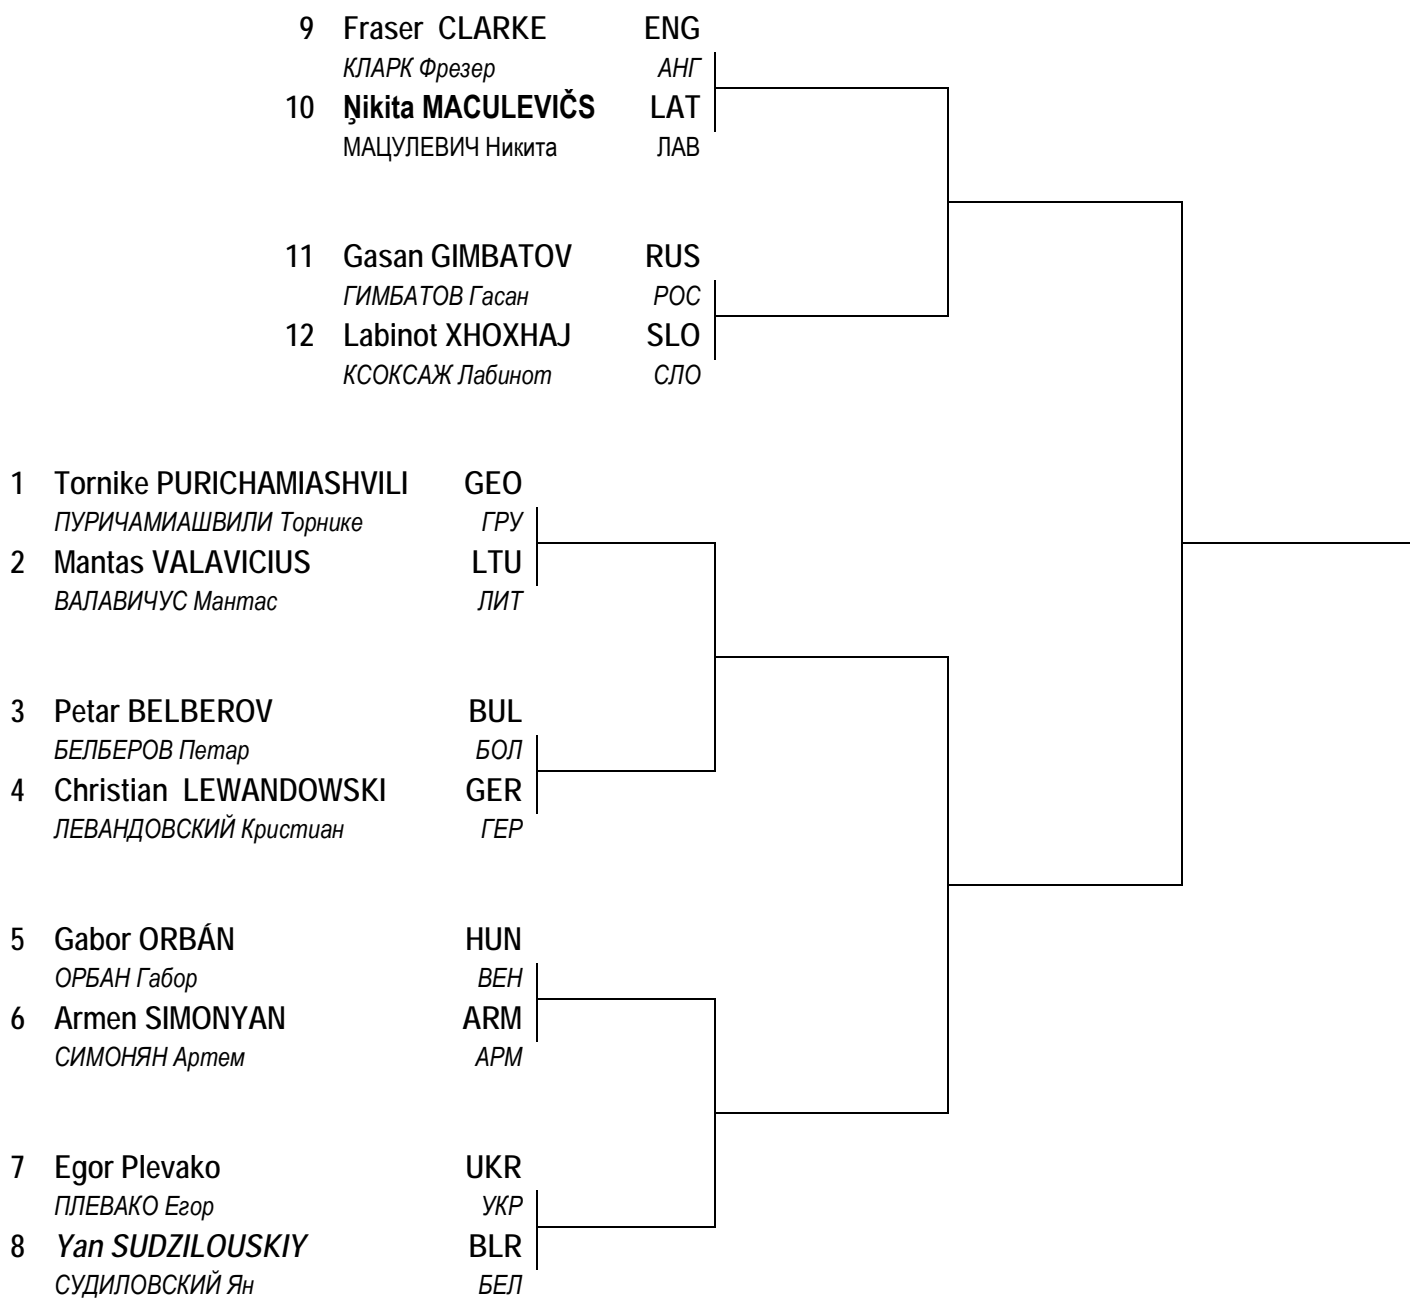 9 Fraser CLARKE ENG
КЛАРК Фрезер АНГ
10 Ņikita MACULEVIČS LAT
МАЦУЛЕВИЧ Никита ЛАВ
11 Gasan GIMBATOV RUS
ГИМБАТОВ Гасан РОС
12 Labinot XHOXHAJ SLO
КСОКСАЖ Лабинот СЛО
1 Tornike PURICHAMIASHVILI GEO
ПУРИЧАМИАШВИЛИ Торнике ГРУ
2 Mantas VALAVICIUS LTU
ВАЛАВИЧУС Мантас ЛИТ
3 Petar BELBEROV BUL
БЕЛБЕРОВ Петар БОЛ
4 Christian LEWANDOWSKI GER
ЛЕВАНДОВСКИЙ Кристиан ГЕР
5 Gabor ORBÁN HUN
ОРБАН Габор ВЕН
6 Armen SIMONYAN ARM
СИМОНЯН Артем АРМ
7 Egor Plevako UKR
ПЛЕВАКО Егор УКР
8 Yan SUDZILOUSKIY BLR
СУДИЛОВСКИЙ Ян БЕЛ